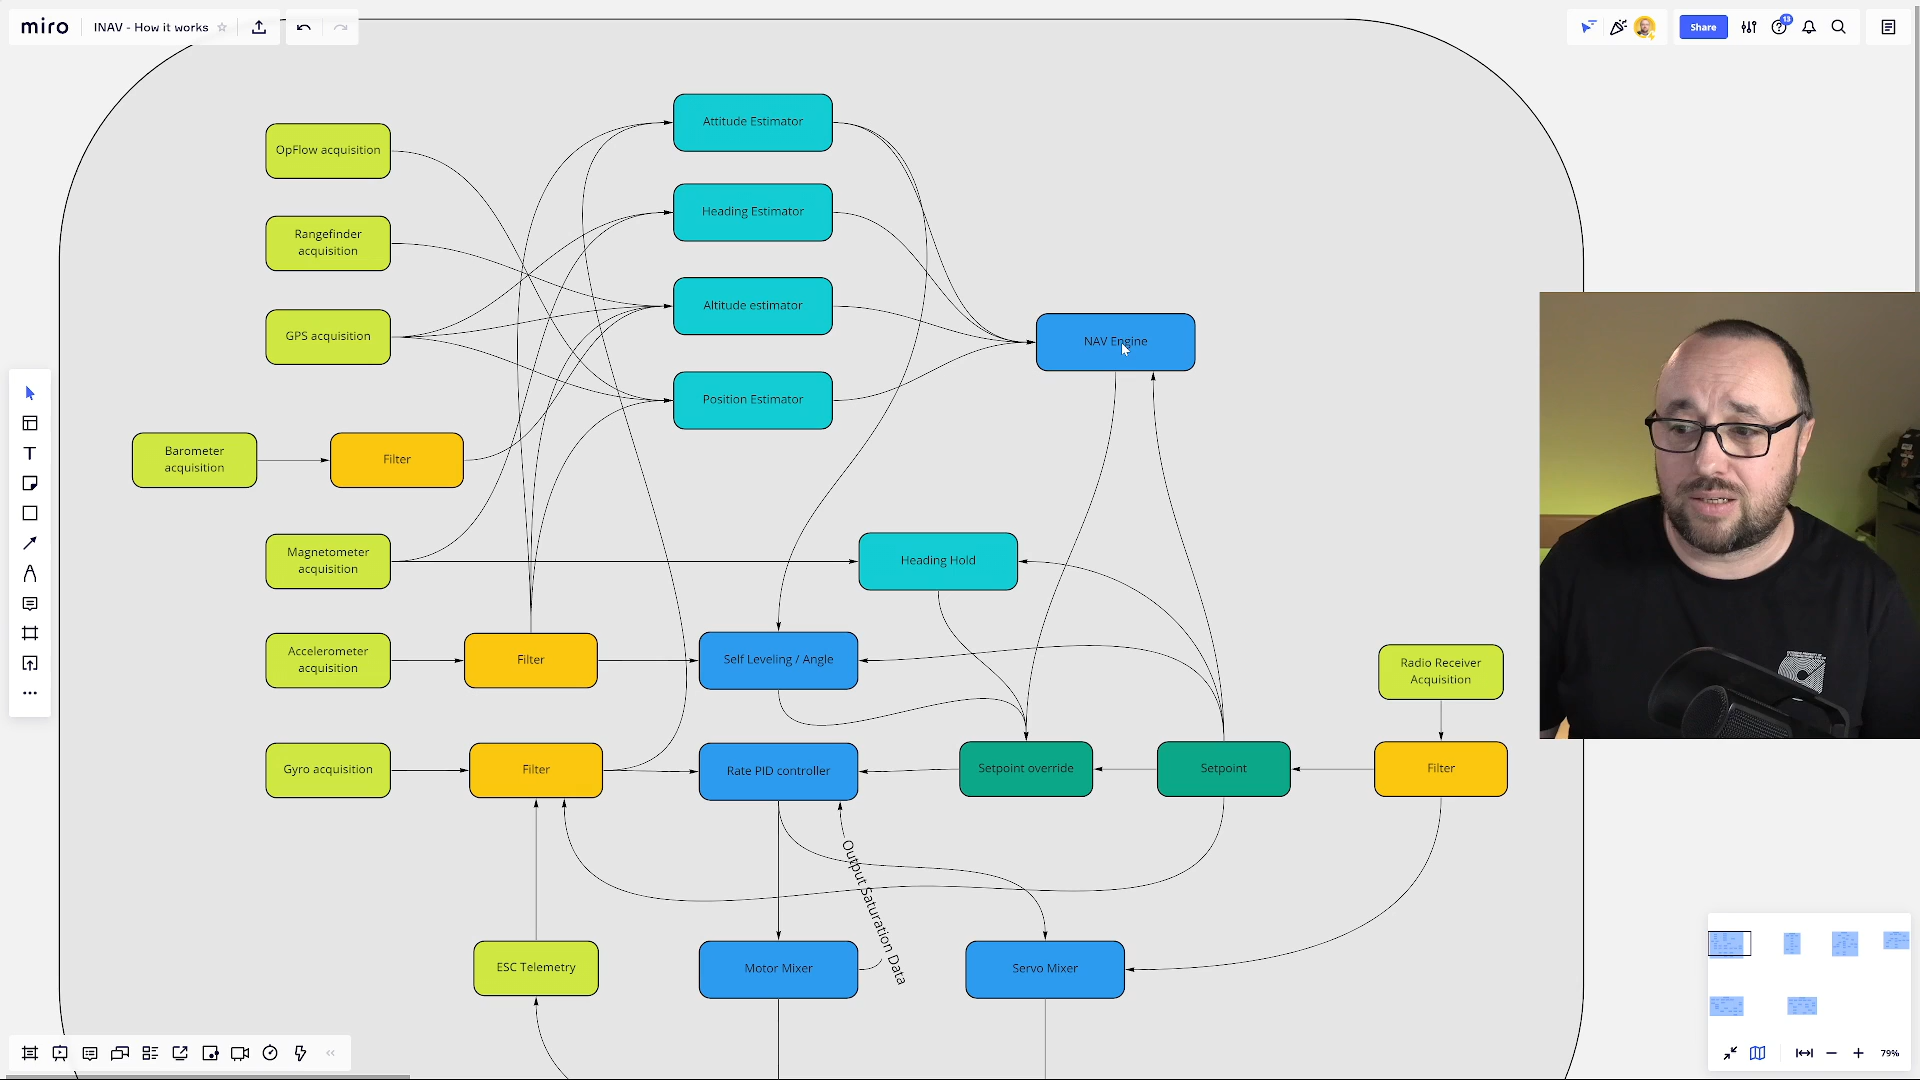 miro
INAV - How it works
Share
13
Attitude Estimator
OpFlow acquisition
Heading Estimator
Rangefinder
acquisition
Altitude estimator
GPS acquisition
NAV Engine
Position Estimator
Barometer
acquisition
Filter
Magnetometer
acquisition
Heading Hold
Accelerometer
acquisition
Filter
Self Leveling / Angle
Radio Receiver
Acquisition
Gyro acquisition
Filter
Rate PID controller
Setpoint override
Setpoint
Filter
Output Saturation Data
ESC Telemetry
Motor Mixer
Servo Mixer
79%